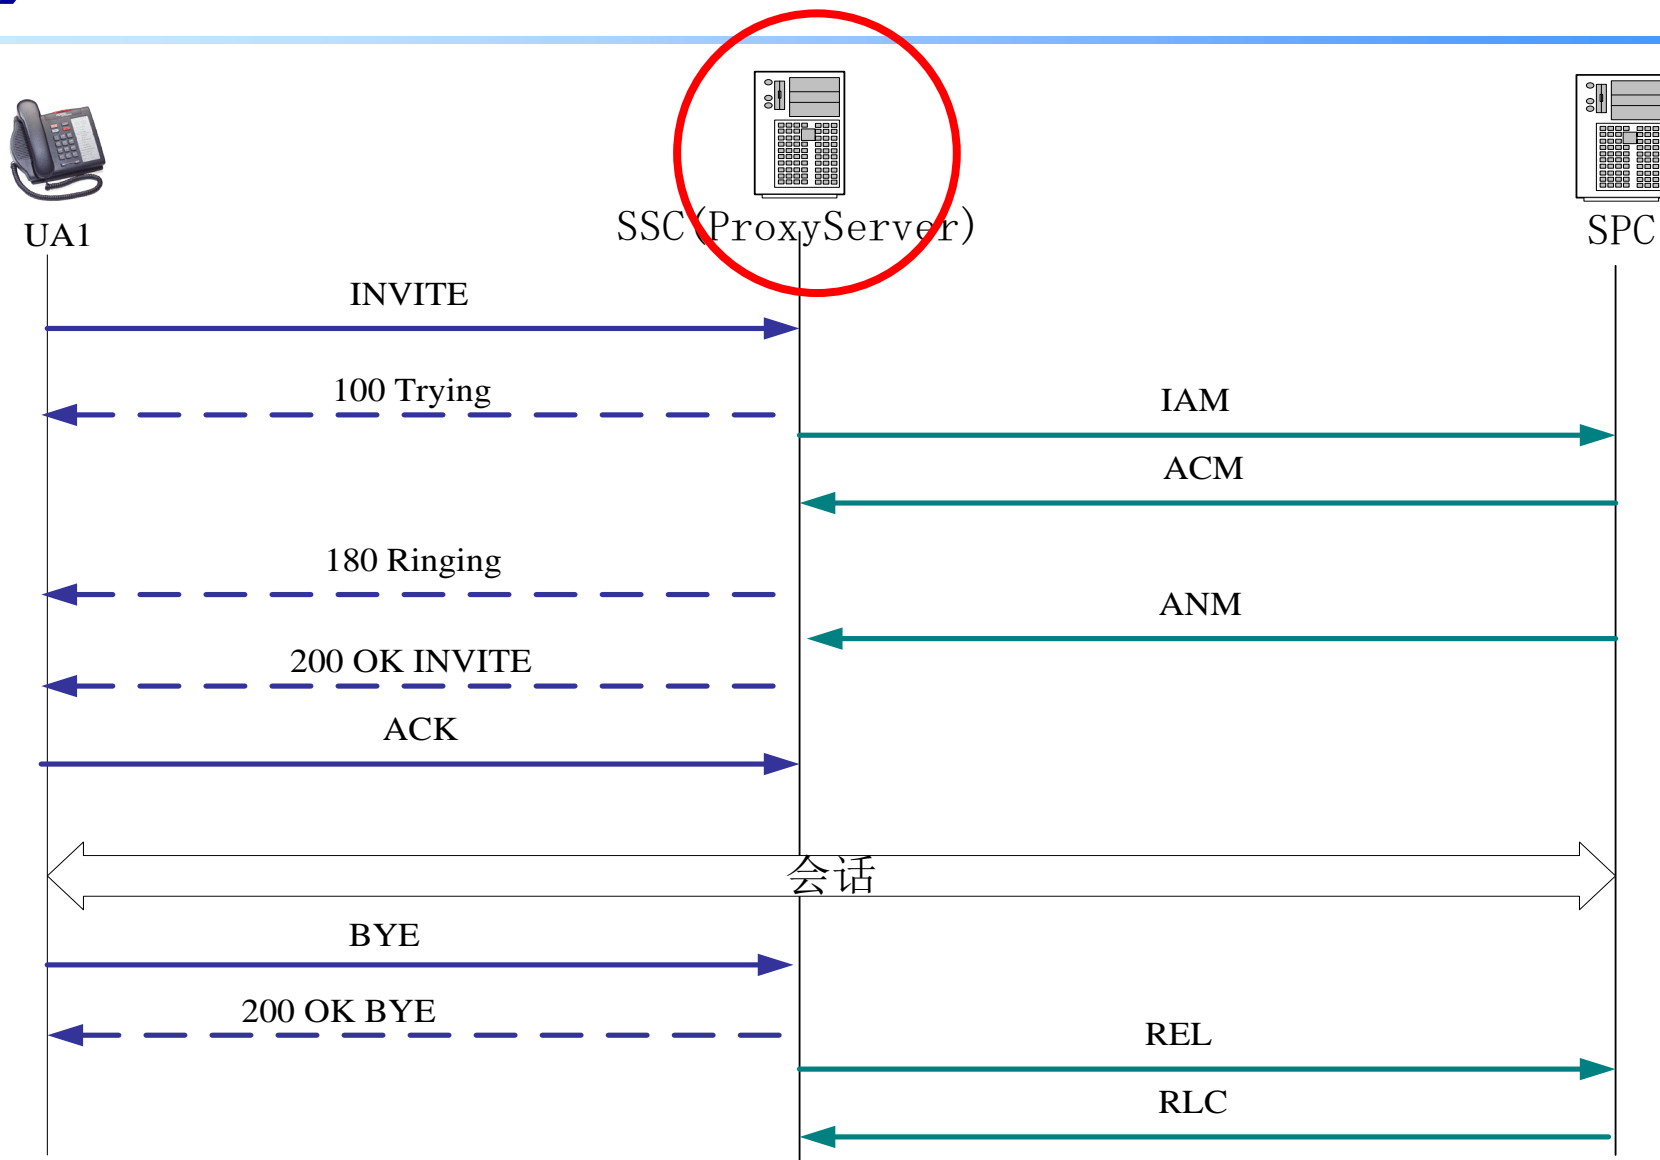 UA1
SSC(ProxyServer)
SPC
INVITE
100 Trying
IAM
ACM
180 Ringing
ANM
200 OK INVITE
ACK
会话
BYE
200 OK BYE
REL
RLC